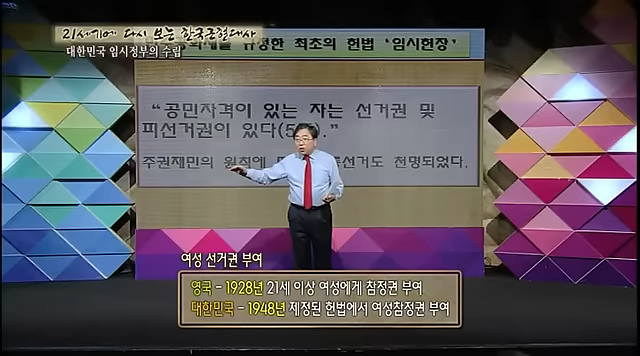 21세기에 다시 보는 한국근현대사
대한민국 임시정부의 수립
규정한 최초의 헌법 '임시헌장'
“공민자격이 있는 자는 선거권 및
피선거권이 있다(5조).”
주권재민의 원칙에 선거도 천명되었다.
여성 선거권 부여
영국 - 1928년 21세 이상 여성에게 참정권 부여
대한민국 - 1948년 제정된 헌법에서 여성참정권 부여